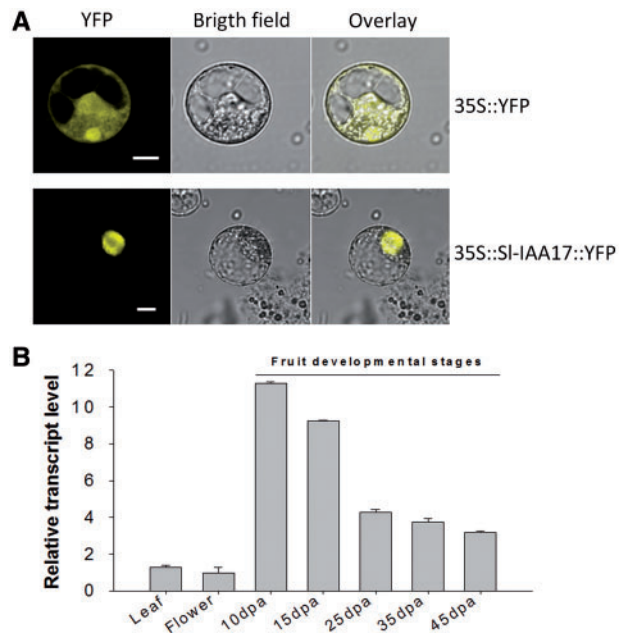 A
YFP
Brigth field
Overlay
35S::YFP
35S::Sl-IAA17::YFP
B
Fruit developmental stages
Relative transcript level
12
10
8
6
4
2
0
Leaf
Flower
10dpa
15dpa
25dpa
35dpa
45dpa